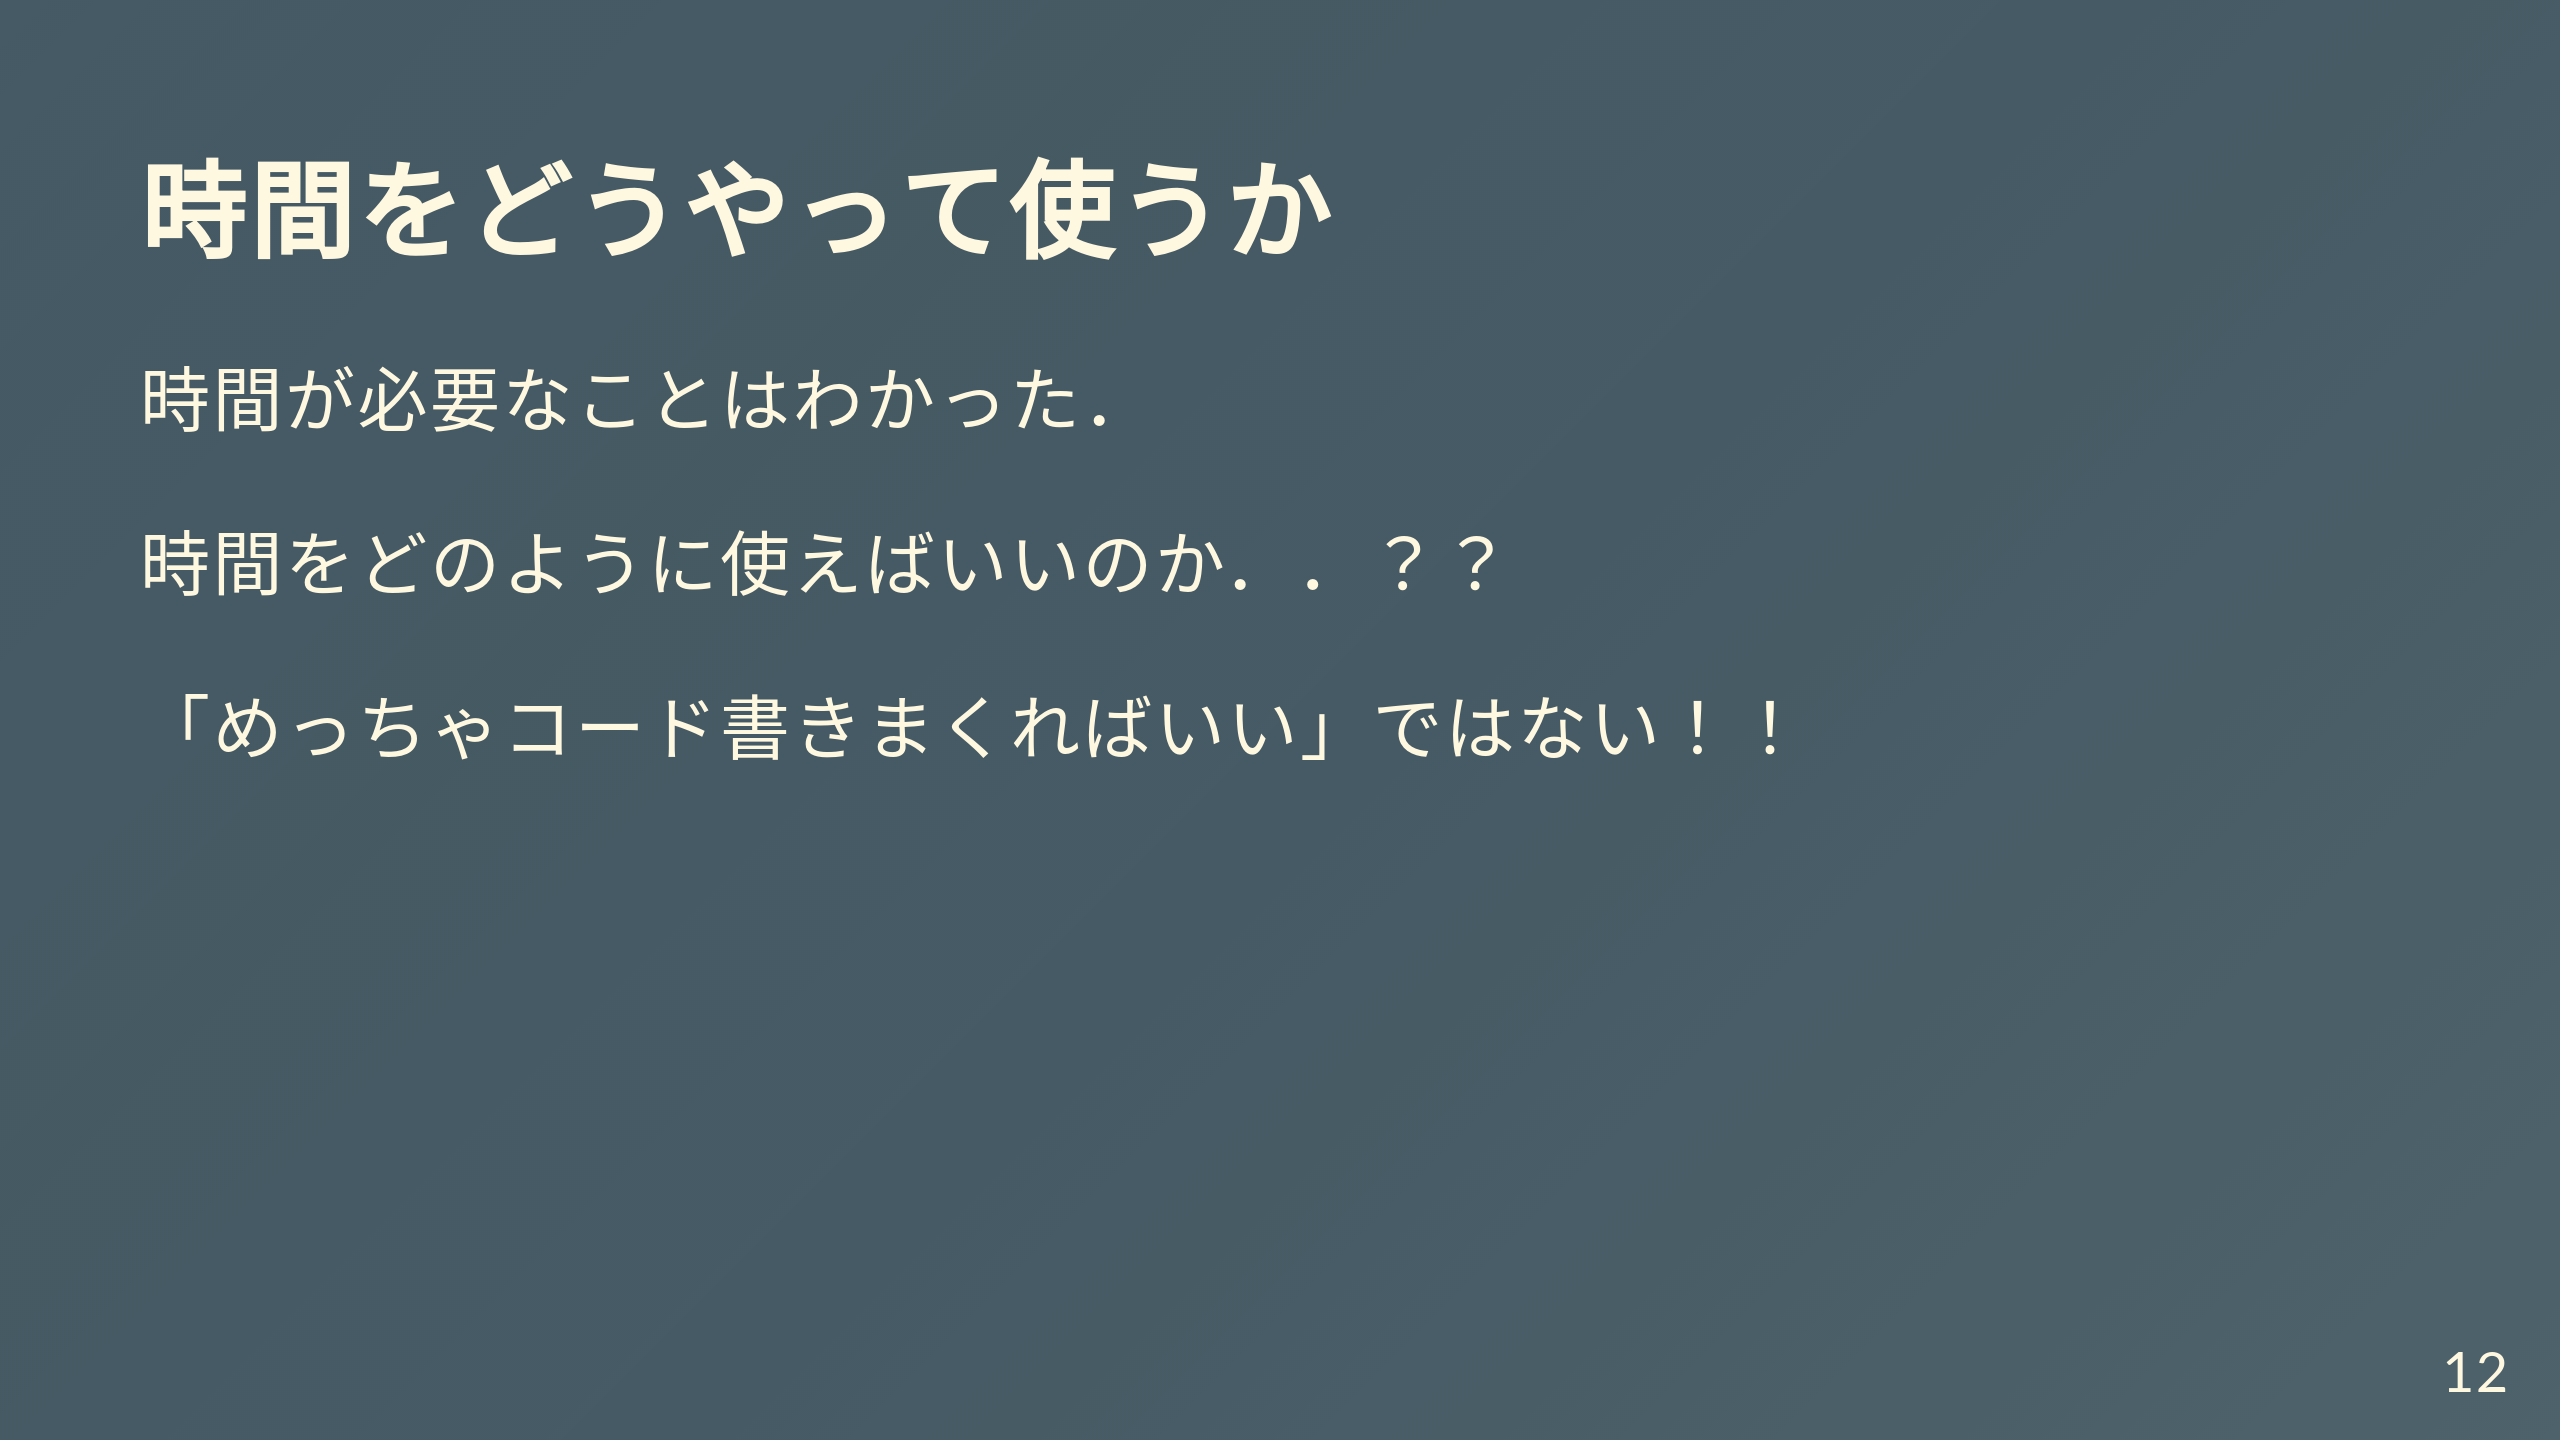 時間をどうやって使うか
時間が必要なことはわかった．
時間をどのように使えばいいのか．．？？
「めっちゃコード書きまくればいい」ではない！！
12